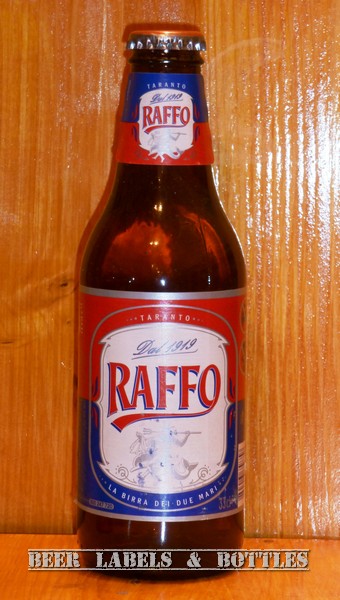 TARANTO
Dal 1919
RAFFO
TARANTO
Dal 1919
RAFFO
LA BIRRA DEI DUE MARI
BEER LABELS & BOTTLES